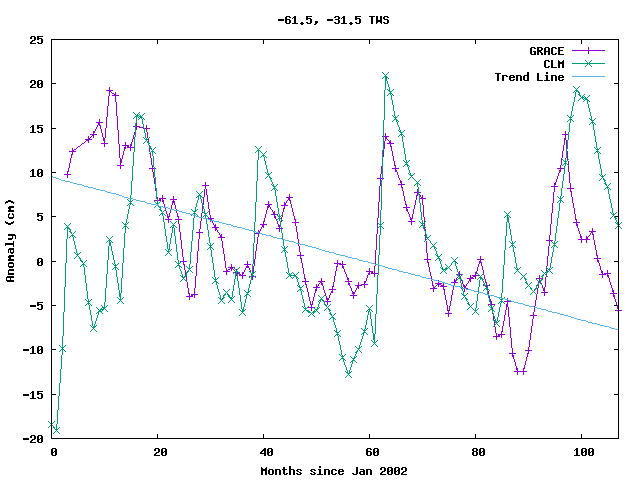 -61.5, -31.5 TWS
GRACE
CLM
Trend Line
Anomaly (cm)
25
20
15
10
5
0
-5
-10
-15
-20
0 20 40 60 80 100
Months since Jan 2002